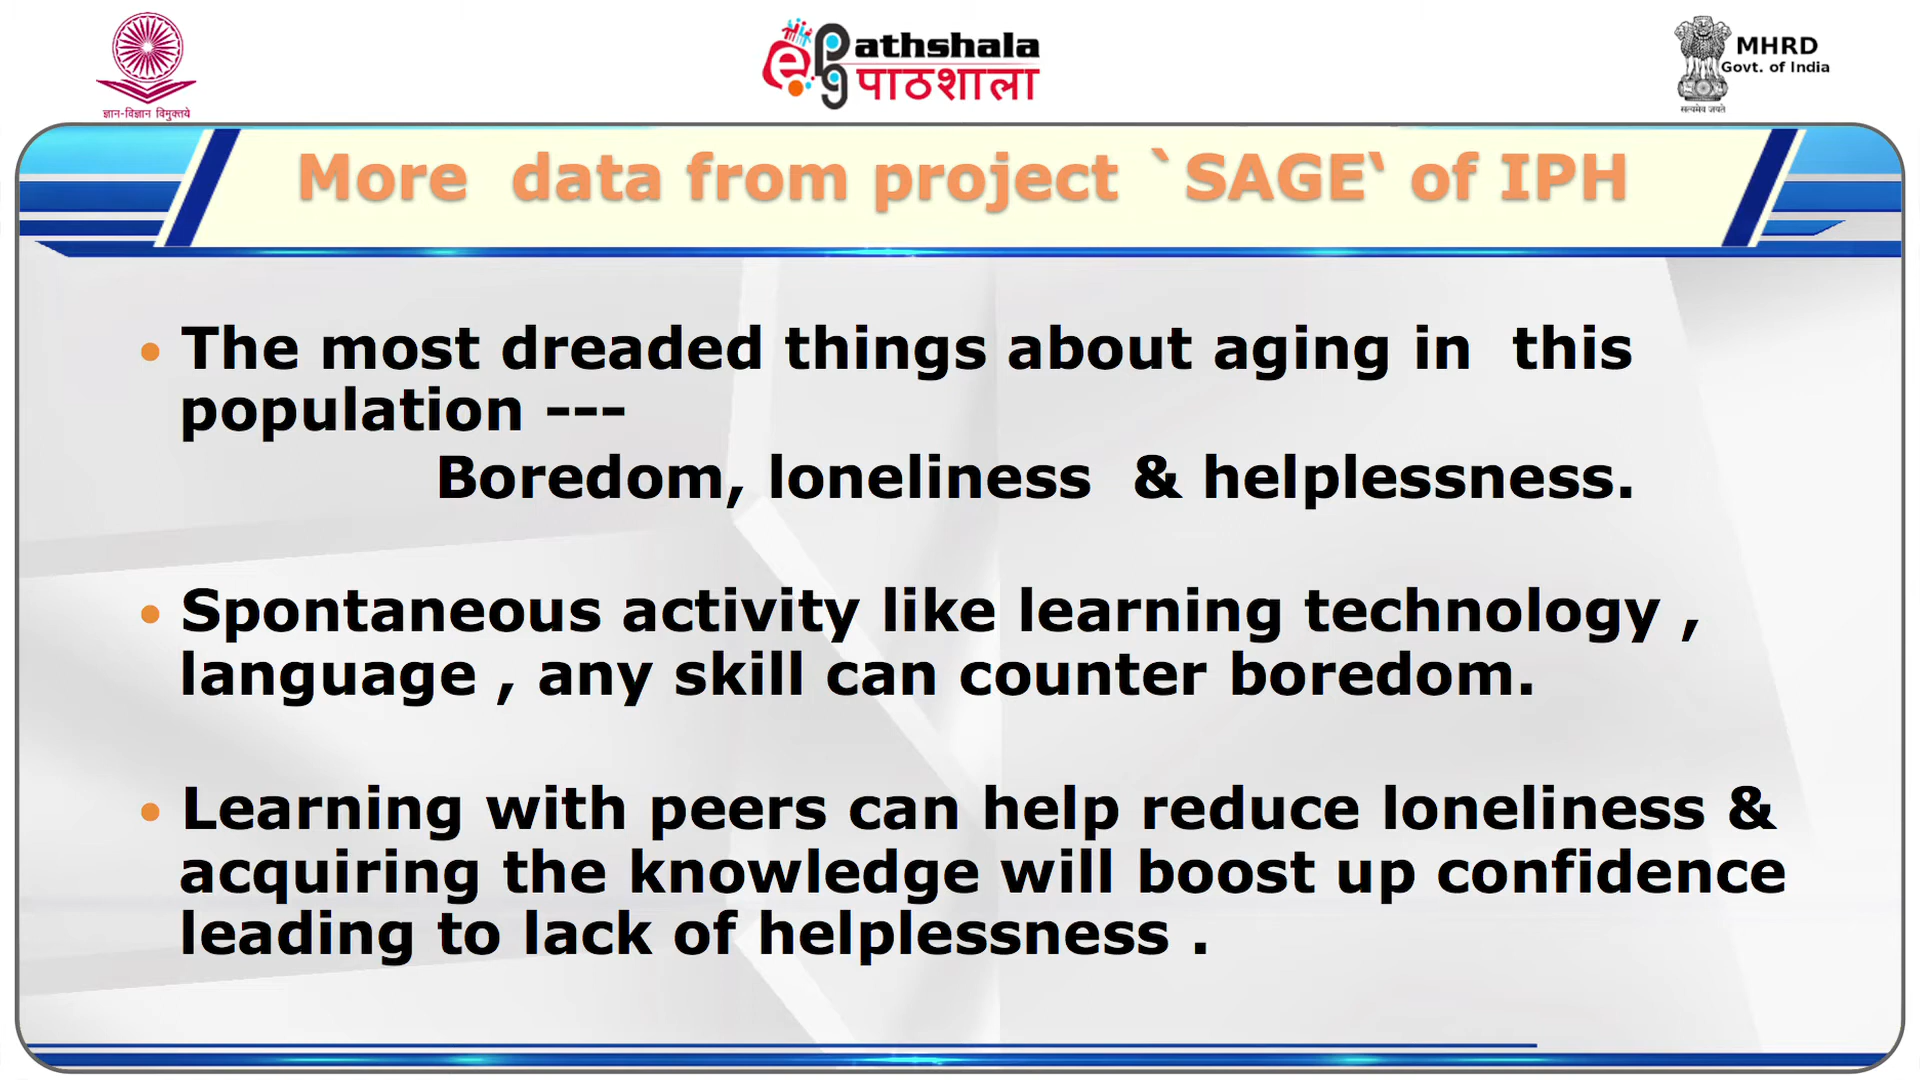 ज्ञान-विज्ञान विमुक्तये
e pg Pathshala
पाठशाला
MHRD
Govt. of India
सत्यमेव जयते
More  data from project `SAGE‘ of IPH
• The most dreaded things about aging in  this
population ---
Boredom, loneliness  & helplessness.
• Spontaneous activity like learning technology ,
language , any skill can counter boredom.
• Learning with peers can help reduce loneliness &
acquiring the knowledge will boost up confidence
leading to lack of helplessness .